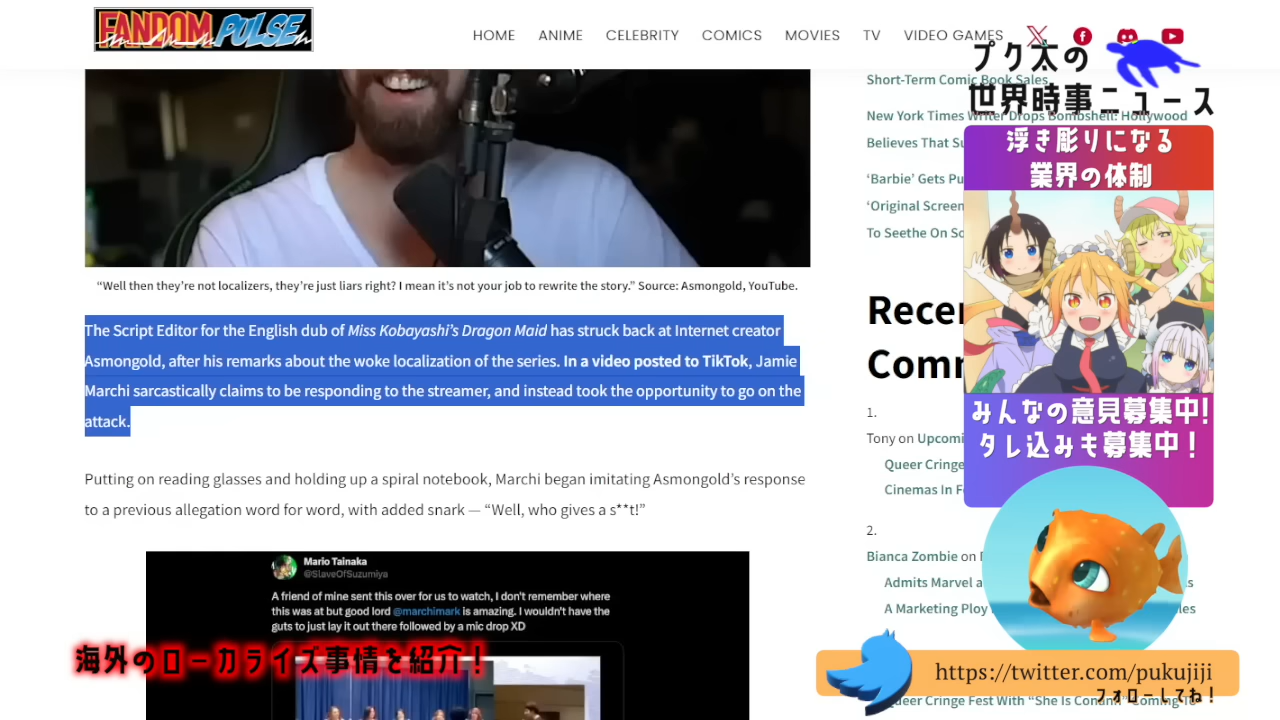 FANDOM PULSE
HOME ANIME CELEBRITY COMICS MOVIES TV VIDEO GAMES
“Well then they’re not localizers, they’re just liars right? I mean it’s not your job to rewrite the story.” Source: Asmongold, YouTube.
The Script Editor for the English dub of Miss Kobayashi’s Dragon Maid has struck back at Internet creator
Asmongold, after his remarks about the woke localization of the series. In a video posted to TikTok, Jamie
Marchi sarcastically claims to be responding to the streamer, and instead took the opportunity to go on the
attack.
Putting on reading glasses and holding up a spiral notebook, Marchi began imitating Asmongold’s response
to a previous allegation word for word, with added snark — “Well, who gives a s**t!”
Mario Tainaka
@SlaveOfSuzumiya
A friend of mine sent this over for us to watch, I don't remember where
this was at but good lord @marchimark is amazing. I wouldn't have the
guts to just lay it out there followed by a mic drop XD
海外のローカライズ事情を紹介！
Short-Term Comic Book Sales
New York Times Writer Drops Bombshell: Hollywood
Believes That
‘Barbie’ Gets
‘Original Screen
To Seethe On
1.
Tony on
Queer Cringe
Cinemas In
2.
Bianca Zombie on
Admits Marvel
A Marketing Ploy
Queer Cringe Fest With “She Is Conann” Coming To
プク太の
世界時事ニュース
浮き彫りになる
業界の体制
みんなの意見募集中!
タレ込みも募集中！
https://twitter.com/pukujiji
フォローしてね！